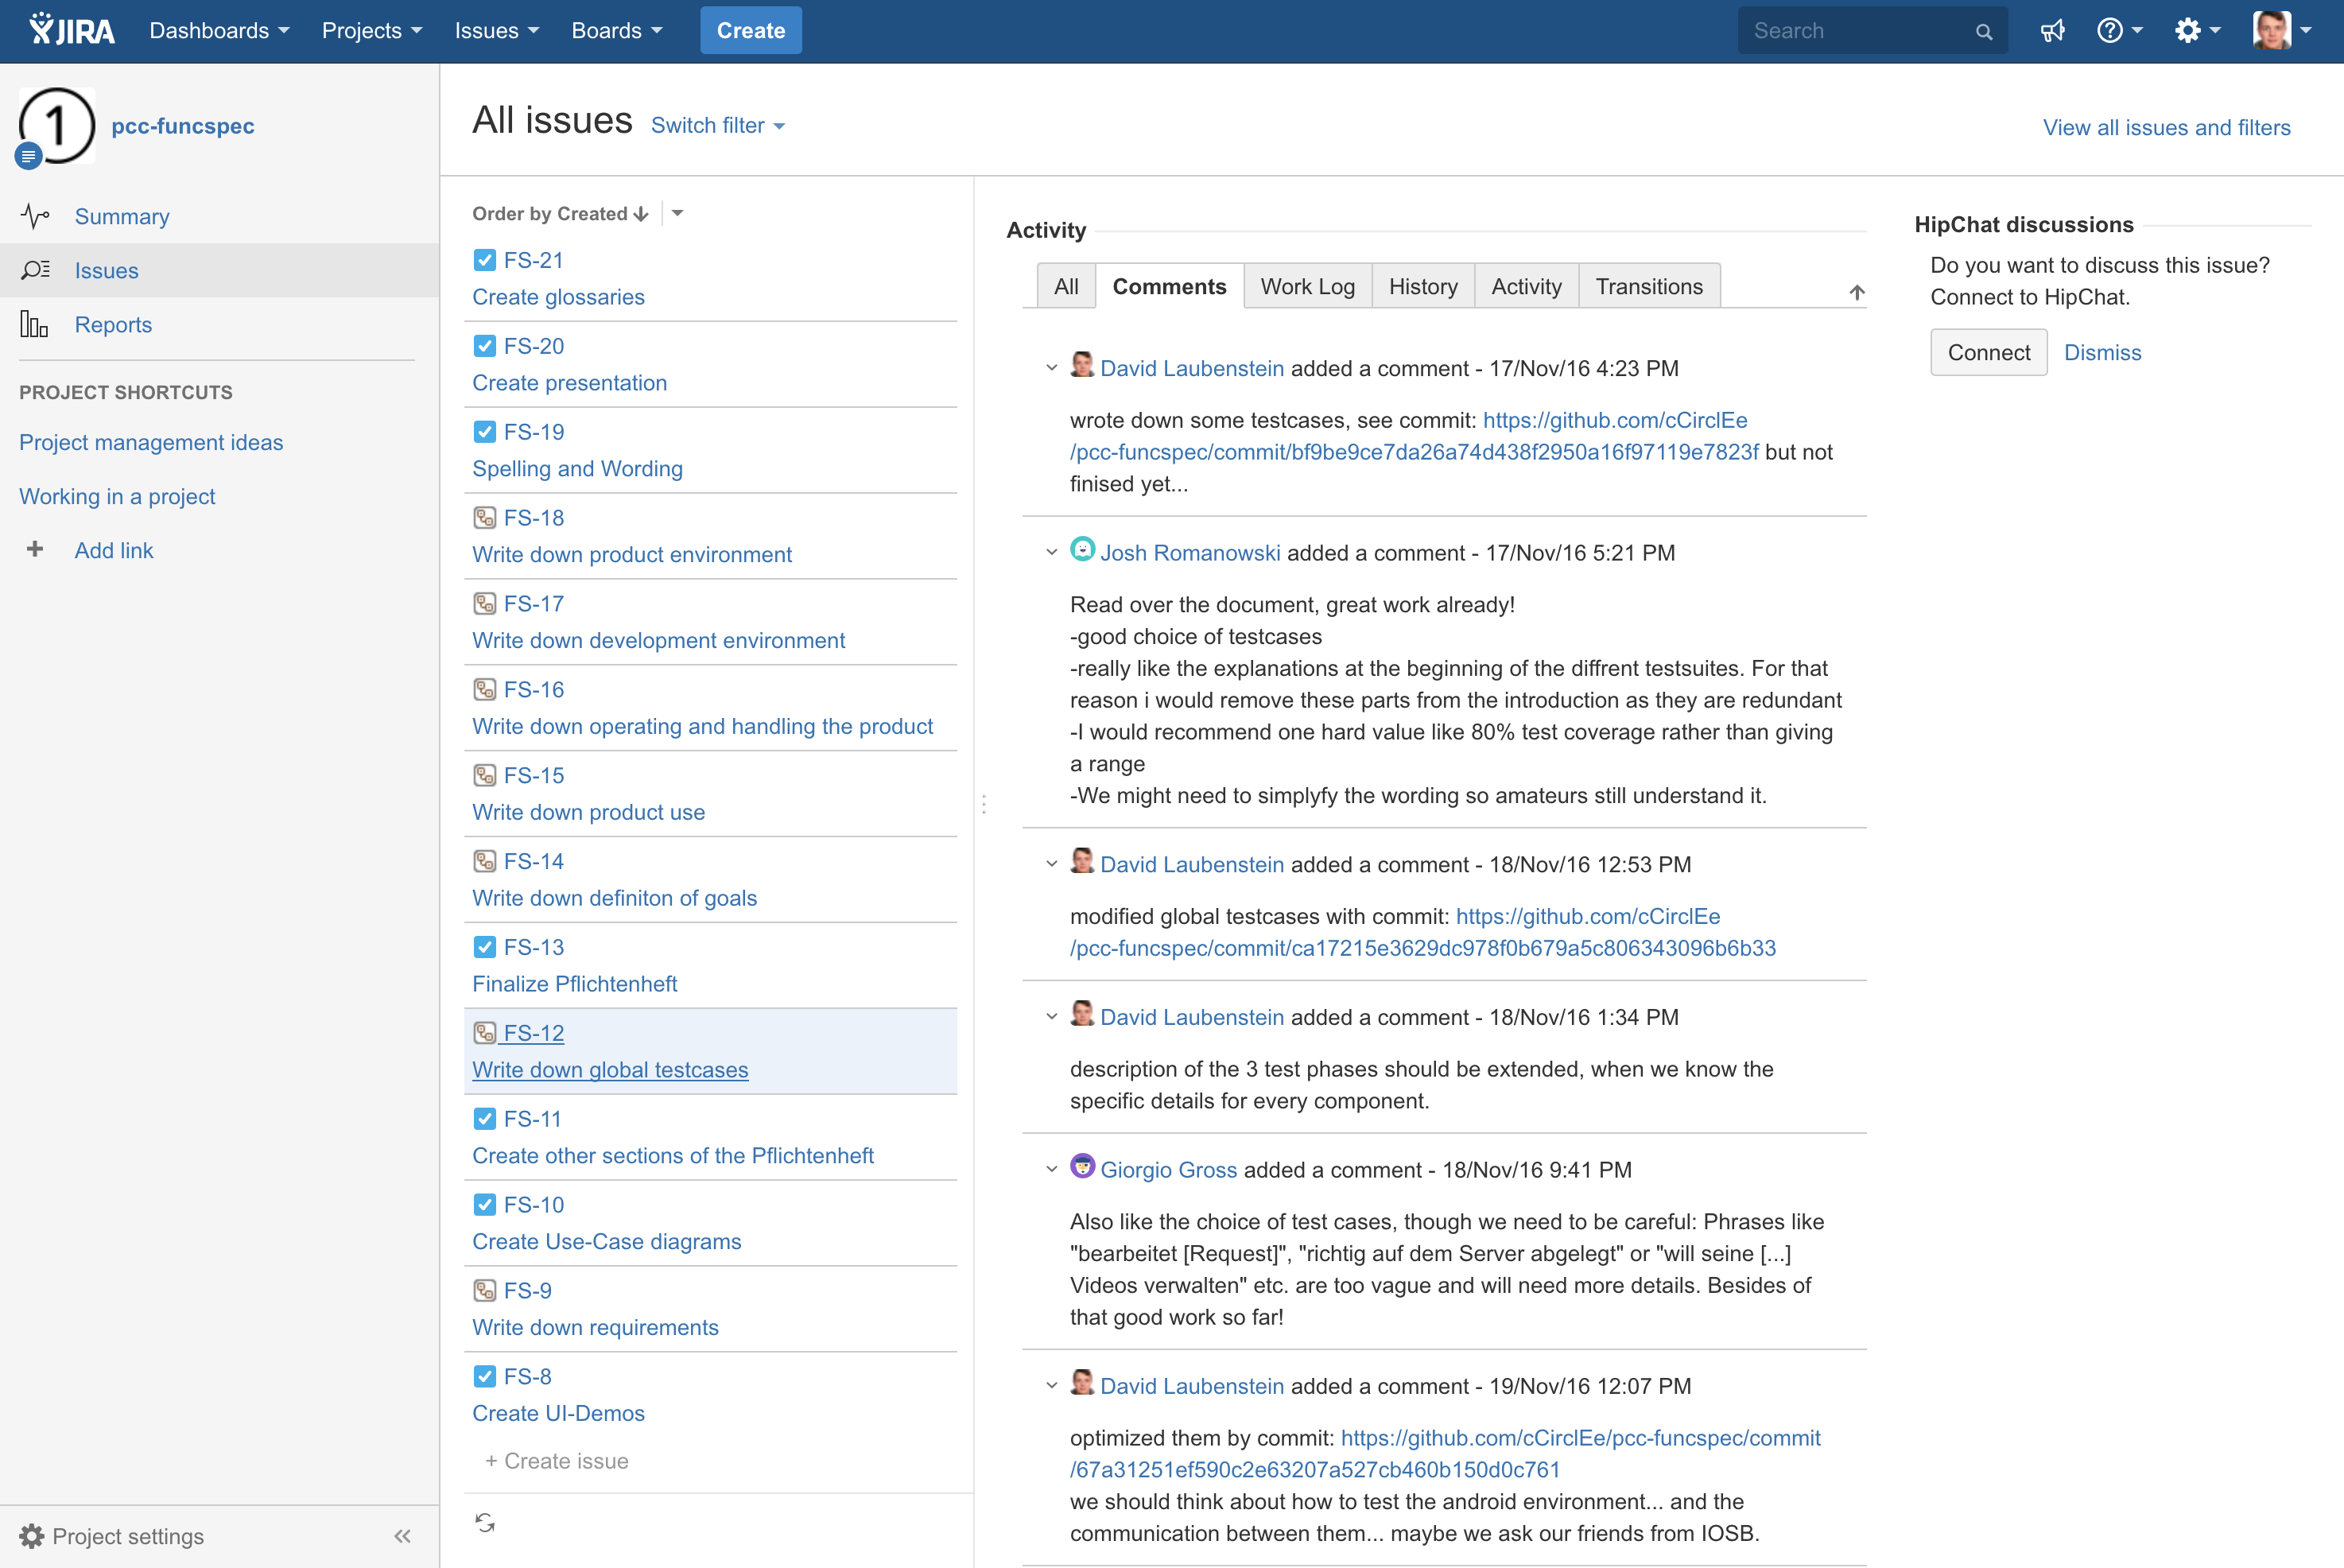 JIRA Dashboards Projects Issues Boards Create Search
1 pcc-funcspec
Summary
Issues
Reports
PROJECT SHORTCUTS
Project management ideas
Working in a project
+ Add link
Project settings
All issues Switch filter
View all issues and filters
Order by Created
FS-21
Create glossaries
FS-20
Create presentation
FS-19
Spelling and Wording
FS-18
Write down product environment
FS-17
Write down development environment
FS-16
Write down operating and handling the product
FS-15
Write down product use
FS-14
Write down definiton of goals
FS-13
Finalize Pflichtenheft
FS-12
Write down global testcases
FS-11
Create other sections of the Pflichtenheft
FS-10
Create Use-Case diagrams
FS-9
Write down requirements
FS-8
Create UI-Demos
+ Create issue
Activity
All Comments Work Log History Activity Transitions
David Laubenstein added a comment - 17/Nov/16 4:23 PM
wrote down some testcases, see commit: https://github.com/cCirclEe
/pcc-funcspec/commit/bf9be9ce7da26a74d438f2950a16f97119e7823f but not
finised yet...
Josh Romanowski added a comment - 17/Nov/16 5:21 PM
Read over the document, great work already!
-good choice of testcases
-really like the explanations at the beginning of the diffrent testsuites. For that
reason i would remove these parts from the introduction as they are redundant
-I would recommend one hard value like 80% test coverage rather than giving
a range
-We might need to simplyfy the wording so amateurs still understand it.
David Laubenstein added a comment - 18/Nov/16 12:53 PM
modified global testcases with commit: https://github.com/cCirclEe
/pcc-funcspec/commit/ca17215e3629dc978f0b679a5c806343096b6b33
David Laubenstein added a comment - 18/Nov/16 1:34 PM
description of the 3 test phases should be extended, when we know the
specific details for every component.
Giorgio Gross added a comment - 18/Nov/16 9:41 PM
Also like the choice of test cases, though we need to be careful: Phrases like
"bearbeitet [Request]", "richtig auf dem Server abgelegt" or "will seine [...]
Videos verwalten" etc. are too vague and will need more details. Besides of
that good work so far!
David Laubenstein added a comment - 19/Nov/16 12:07 PM
optimized them by commit: https://github.com/cCirclEe/pcc-funcspec/commit
/67a31251ef590c2e63207a527cb460b150d0c761
we should think about how to test the android environment... and the
communication between them... maybe we ask our friends from IOSB.
HipChat discussions
Do you want to discuss this issue?
Connect to HipChat.
Connect Dismiss